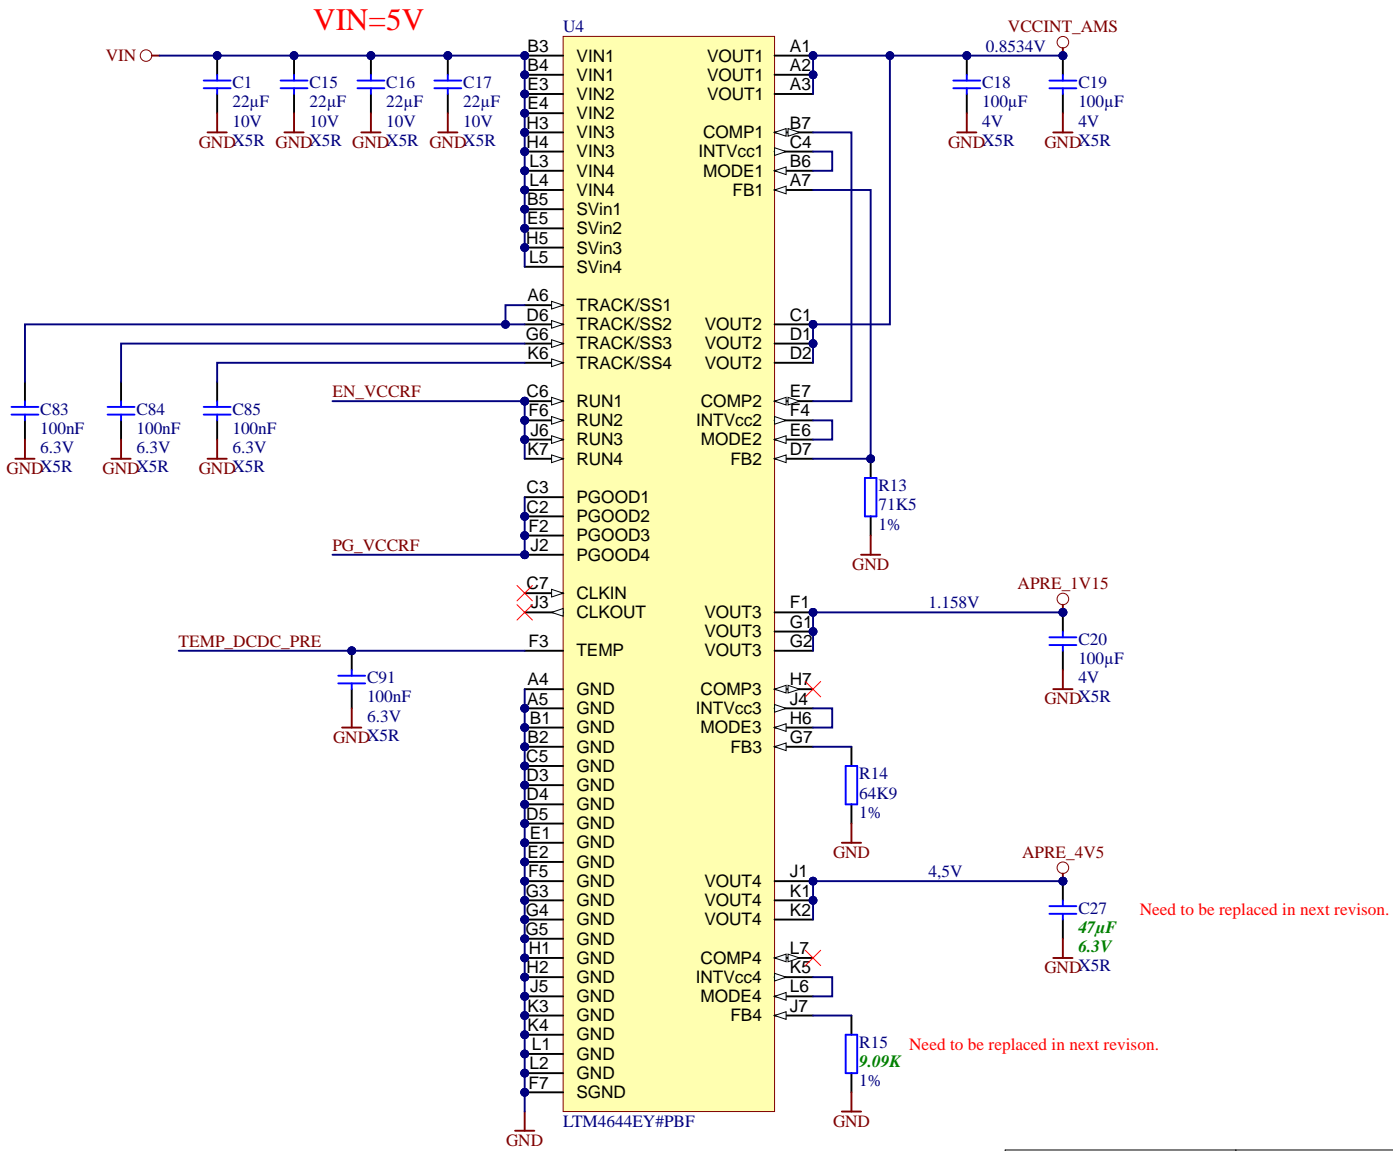 VIN=5V
U4
VIN
C1
22µF
10V
X5R
GND
C15
22µF
10V
X5R
GND
C16
22µF
10V
X5R
GND
C17
22µF
10V
X5R
GND
B3 VIN1
B4 VIN1
E3 VIN2
E4 VIN2
H3 VIN3
H4 VIN3
L3 VIN4
L4 VIN4
B5 SVin1
E5 SVin2
H5 SVin3
L5 SVin4
A6 TRACK/SS1
D6 TRACK/SS2
G6 TRACK/SS3
K6 TRACK/SS4
C83
100nF
6.3V
X5R
GND
C84
100nF
6.3V
X5R
GND
C85
100nF
6.3V
X5R
GND
EN_VCCRF
C6 RUN1
F6 RUN2
J6 RUN3
K7 RUN4
C3 PGOOD1
C2 PGOOD2
F2 PGOOD3
J2 PGOOD4
PG_VCCRF
C7 CLKIN
J3 CLKOUT
TEMP_DCDC_PRE
F3 TEMP
C91
100nF
6.3V
X5R
GND
A4 GND
A5 GND
B1 GND
B2 GND
C5 GND
D3 GND
D4 GND
D5 GND
E1 GND
E2 GND
F5 GND
G3 GND
G4 GND
G5 GND
H1 GND
H2 GND
J5 GND
K3 GND
K4 GND
L1 GND
L2 GND
F7 SGND
GND
LTM4644EY#PBF
VOUT1 A1
VOUT1 A2
VOUT1 A3
COMP1 B7
INTVcc1 C4
MODE1 B6
FB1 A7
VCCINT_AMS
0.8534V
C18
100µF
4V
X5R
GND
C19
100µF
4V
X5R
GND
VOUT2 C1
VOUT2 D1
VOUT2 D2
COMP2 E7
INTVcc2 F4
MODE2 E6
FB2 D7
R13
71K5
1%
GND
VOUT3 F1
VOUT3 G1
VOUT3 G2
APRE_1V15
1.158V
C20
100µF
4V
X5R
GND
COMP3 H7
INTVcc3 J4
MODE3 H6
FB3 G7
R14
64K9
1%
GND
VOUT4 J1
VOUT4 K1
VOUT4 K2
APRE_4V5
4,5V
C27
47µF
6.3V
X5R
GND
Need to be replaced in next revison.
COMP4 L7
INTVcc4 K5
MODE4 L6
FB4 J7
R15
9.09K
1%
GND
Need to be replaced in next revison.